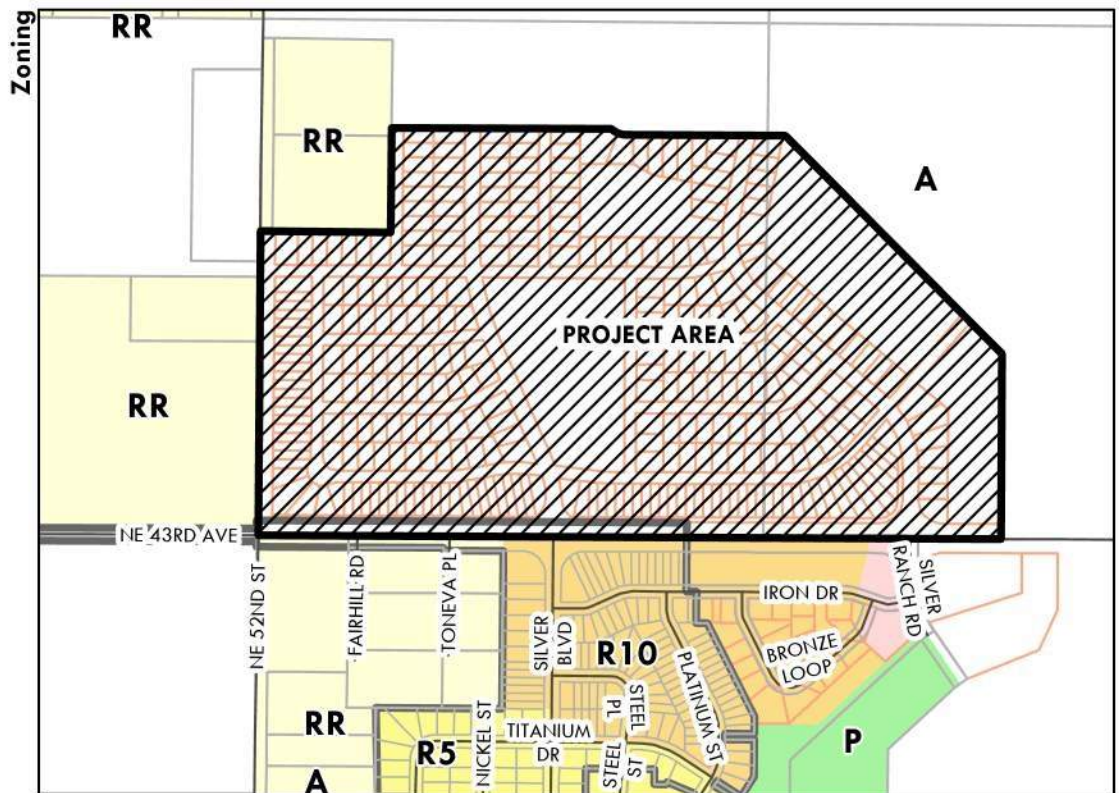 Zoning
RR
RR
A
PROJECT AREA
RR
NE 43RD AVE
NE 52ND ST
FAIRHILL RD
TONEVA PL
SILVER
BLVD
R10
IRON DR
SILVER
RANCH RD
BRONZE
LOOP
PLATINUM ST
STEEL
PL
RR
R5
NICKEL ST
TITANIUM
DR
STEEL
ST
P
A